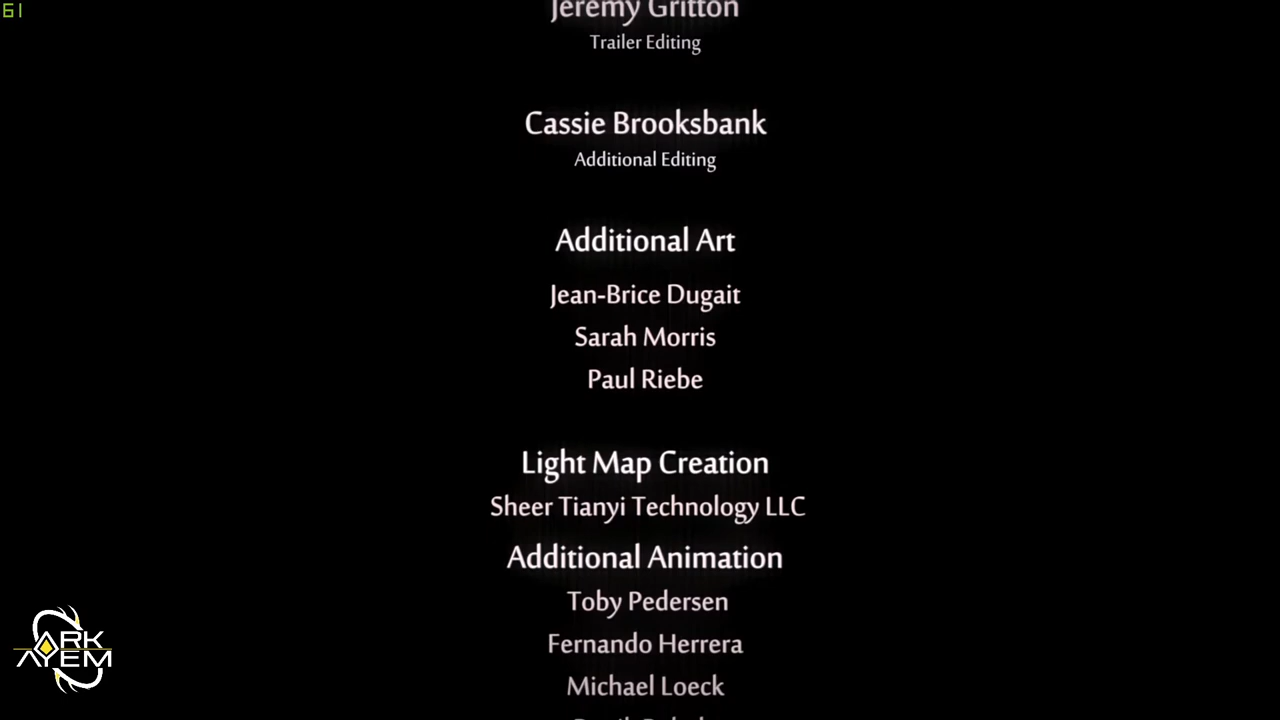 61
Jeremy Gritton
Trailer Editing
Cassie Brooksbank
Additional Editing
Additional Art
Jean-Brice Dugait
Sarah Morris
Paul Riebe
Light Map Creation
Sheer Tianyi Technology LLC
Additional Animation
Toby Pedersen
Fernando Herrera
Michael Loeck
ARK
AYEM